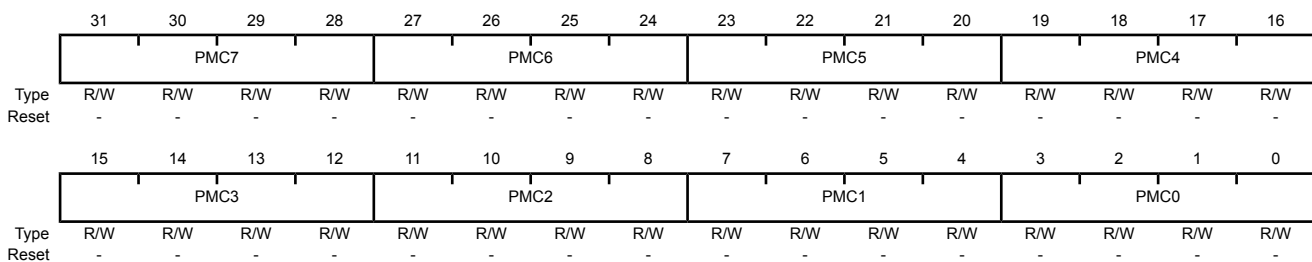 31 30 29 28 27 26 25 24 23 22 21 20 19 18 17 16
PMC7 PMC6 PMC5 PMC4
Type R/W R/W R/W R/W R/W R/W R/W R/W R/W R/W R/W R/W R/W R/W R/W R/W
Reset - - - - - - - - - - - - - - - -
15 14 13 12 11 10 9 8 7 6 5 4 3 2 1 0
PMC3 PMC2 PMC1 PMC0
Type R/W R/W R/W R/W R/W R/W R/W R/W R/W R/W R/W R/W R/W R/W R/W R/W
Reset - - - - - - - - - - - - - - - -